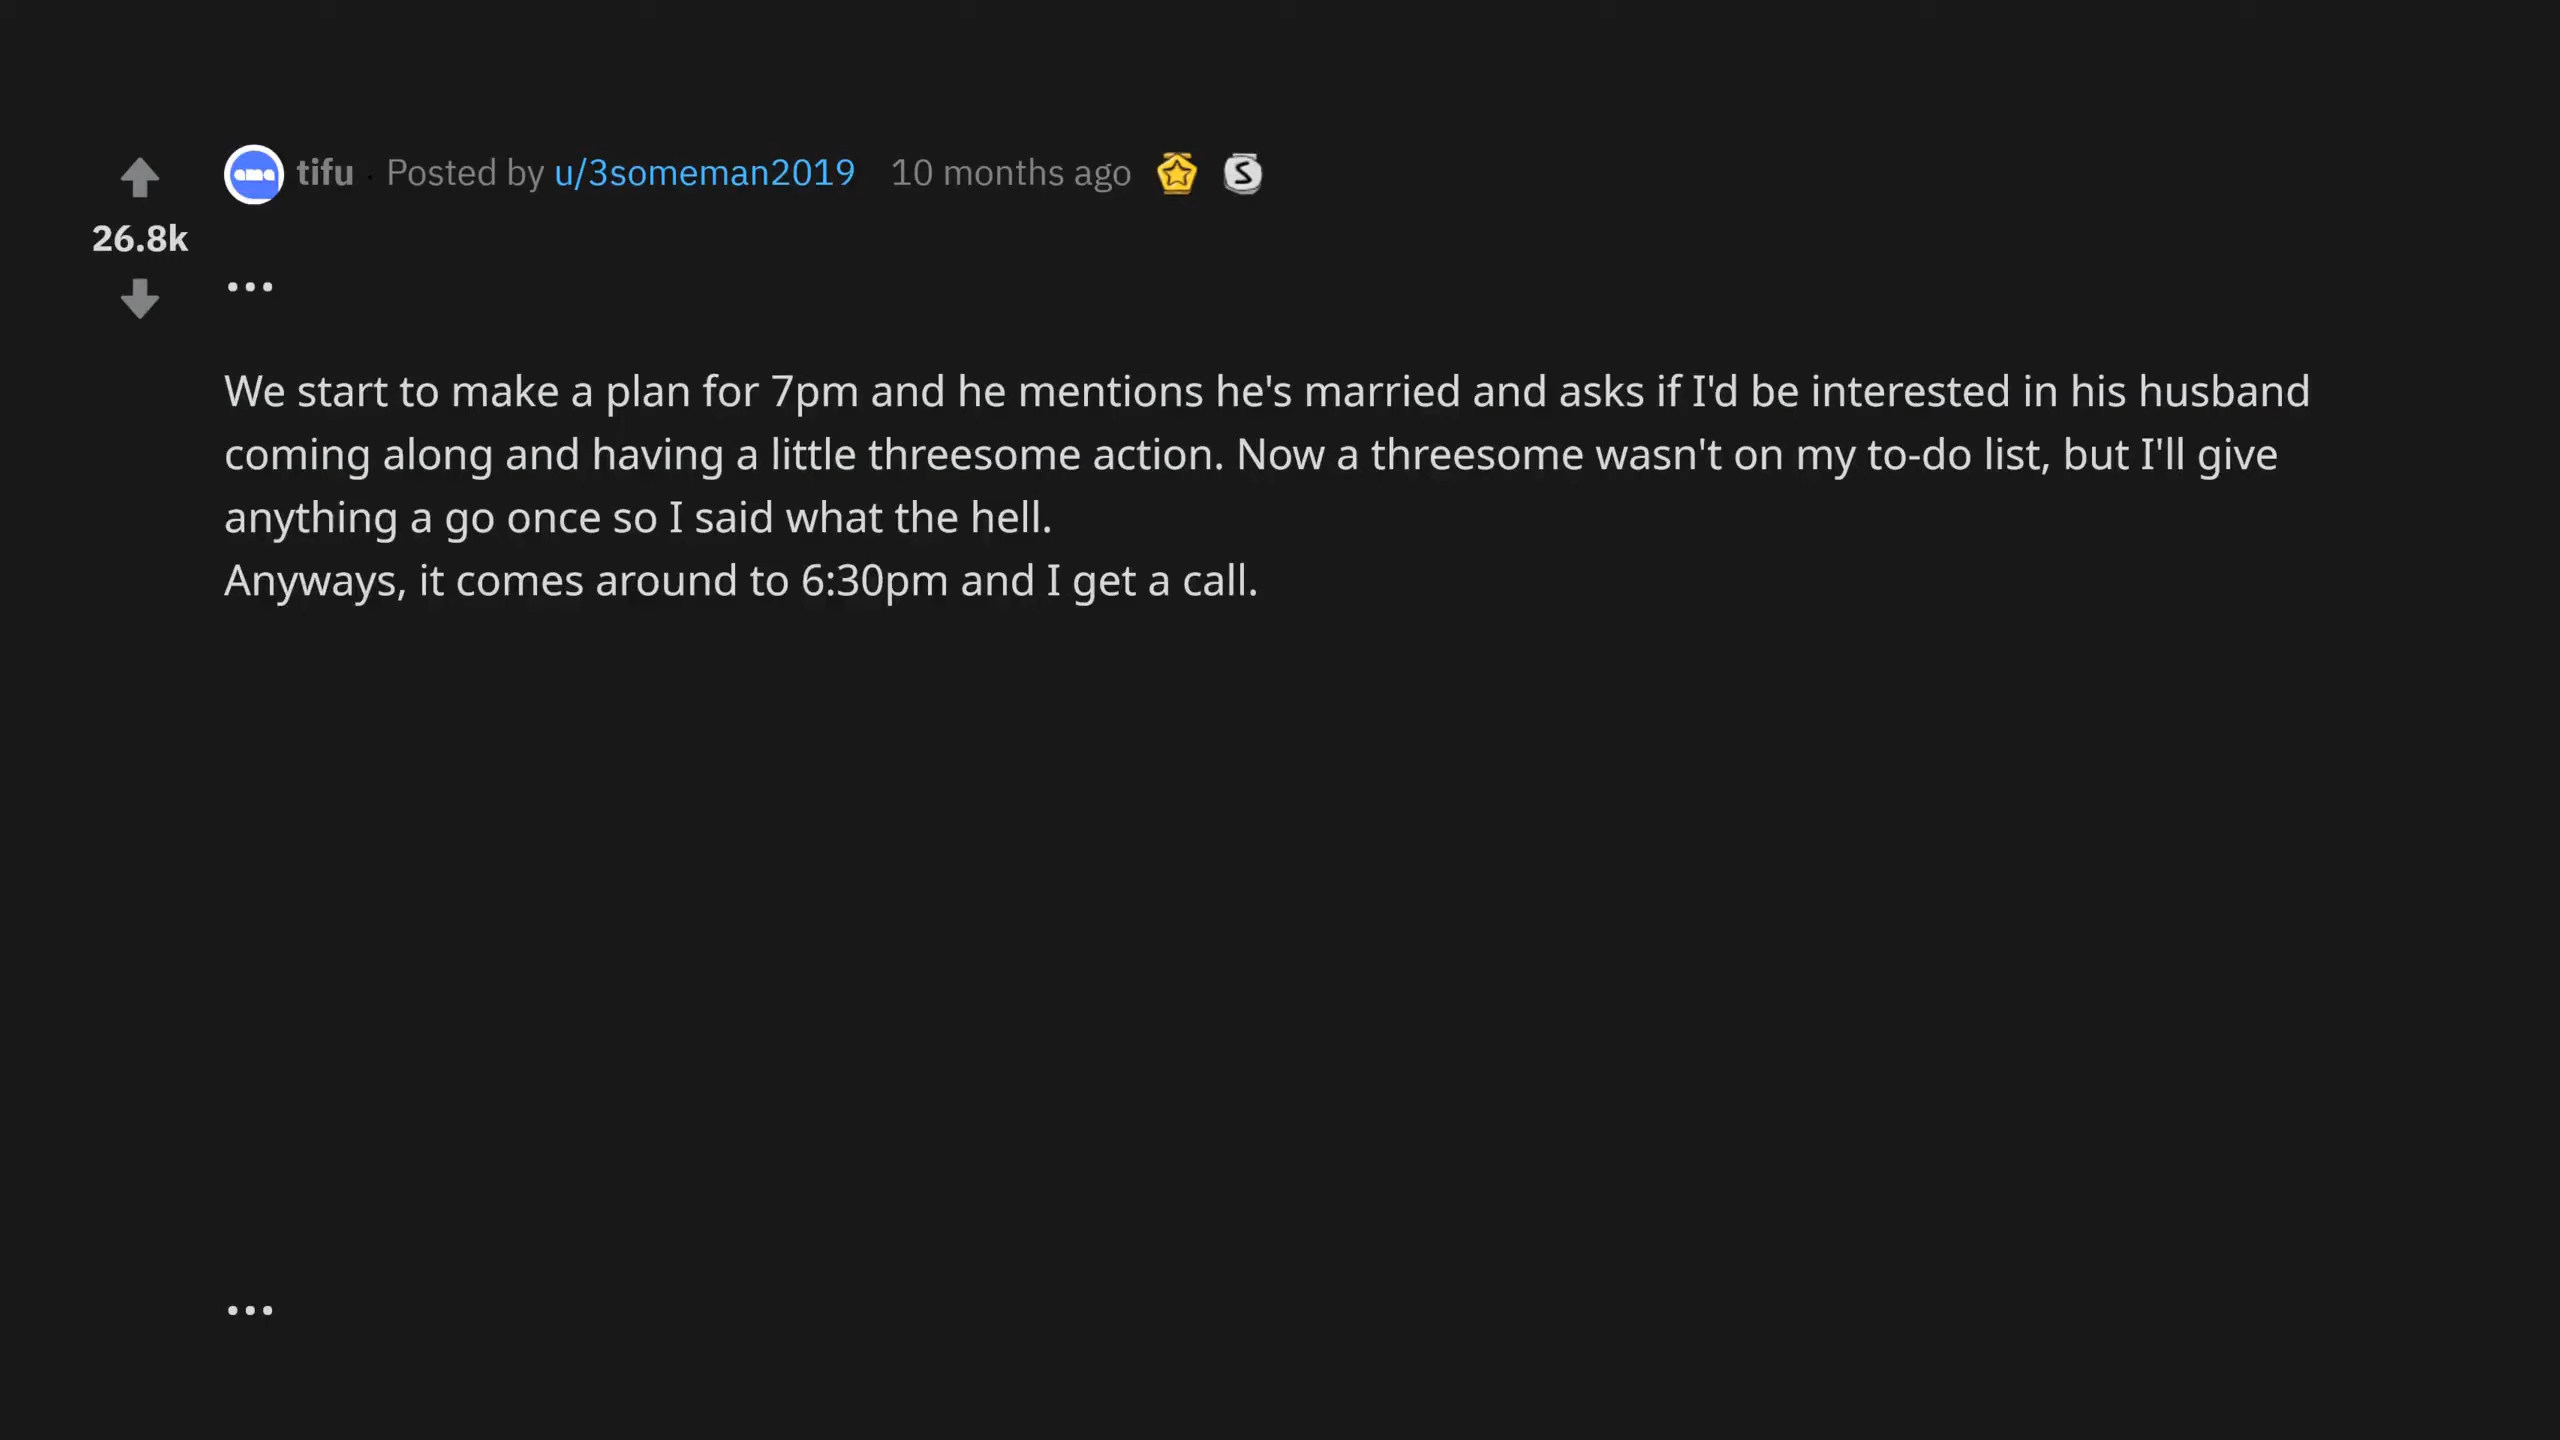 ama tifu · Posted by u/3someman2019 10 months ago S
26.8k
...
We start to make a plan for 7pm and he mentions he's married and asks if I'd be interested in his husband
coming along and having a little threesome action. Now a threesome wasn't on my to-do list, but I'll give
anything a go once so I said what the hell.
Anyways, it comes around to 6:30pm and I get a call.
...